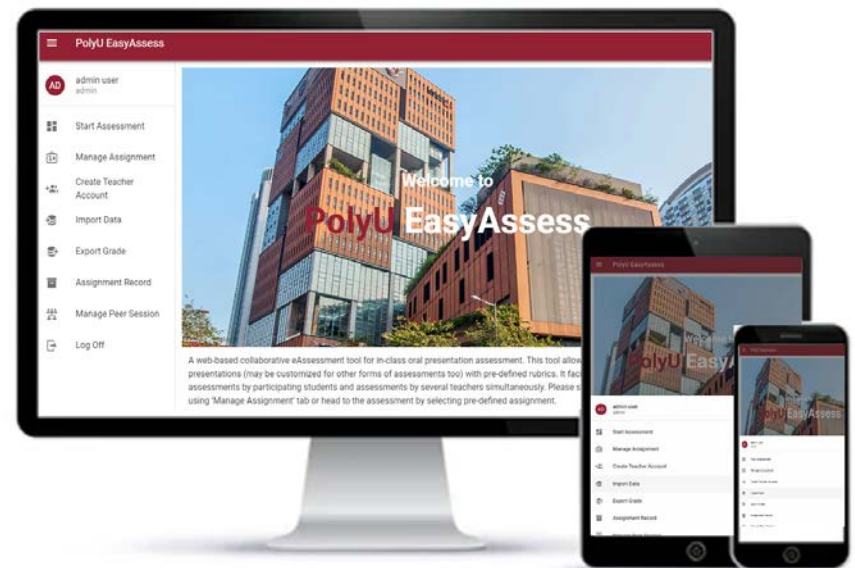 PolyU EasyAssess
AD
admin user
admin
Start Assessment
Manage Assignment
Create Teacher
Account
Import Data
Export Grade
Assignment Record
Manage Peer Session
Log Off
Welcome to
PolyU EasyAssess
A web-based collaborative eAssessment tool for in-class oral presentation assessment. This tool allow
presentations (may be customized for other forms of assessments too) with pre-defined rubrics. It fac
assessments by participating students and assessments by several teachers simultaneously. Please s
using 'Manage Assignment' tab or head to the assessment by selecting pre-defined assignment.
PolyU EasyAssess
Welcome
PolyU Easy
admin user
admin
Start Assessment
Manage Assignment
Create Teacher Account
Import Data
Export Grade
Assignment Record
PolyU EasyAssess